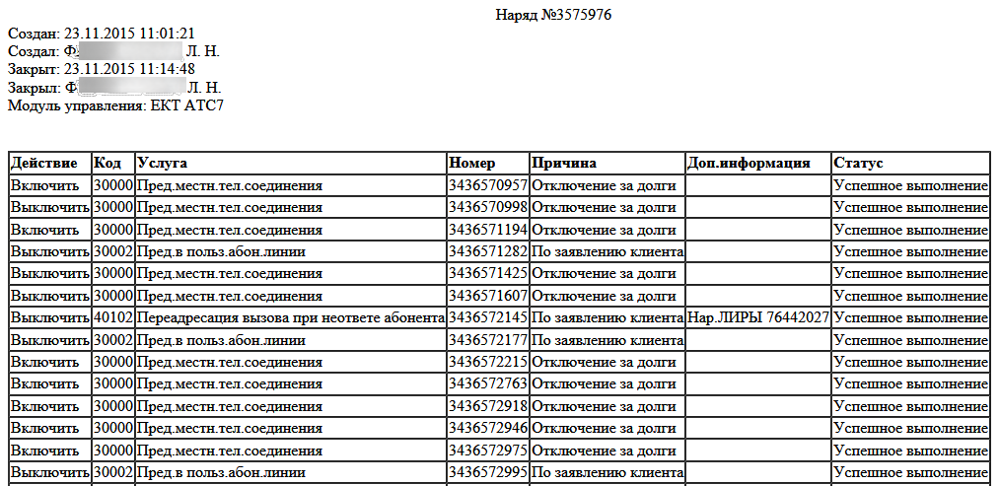 Наряд №3575976
Создан: 23.11.2015 11:01:21
Создал: Ф Л. Н.
Закрыт: 23.11.2015 11:14:48
Закрыл: Ф Л. Н.
Модуль управления: ЕКТ АТС7
Действие Код Услуга Номер Причина Доп.информация Статус
Включить 30000 Пред.местн.тел.соединения 3436570957 Отключение за долги Успешное выполнение
Выключить 30000 Пред.местн.тел.соединения 3436570998 Отключение за долги Успешное выполнение
Включить 30000 Пред.местн.тел.соединения 3436571194 Отключение за долги Успешное выполнение
Выключить 30002 Пред.в польз.абон.линии 3436571282 По заявлению клиента Успешное выполнение
Выключить 30000 Пред.местн.тел.соединения 3436571425 Отключение за долги Успешное выполнение
Выключить 30000 Пред.местн.тел.соединения 3436571607 Отключение за долги Успешное выполнение
Выключить 40102 Переадресация вызова при неответе абонента 3436572145 По заявлению клиента Нар.ЛИРЫ 76442027 Успешное выполнение
Выключить 30002 Пред.в польз.абон.линии 3436572177 По заявлению клиента Успешное выполнение
Включить 30000 Пред.местн.тел.соединения 3436572215 Отключение за долги Успешное выполнение
Включить 30000 Пред.местн.тел.соединения 3436572763 Отключение за долги Успешное выполнение
Включить 30000 Пред.местн.тел.соединения 3436572918 Отключение за долги Успешное выполнение
Включить 30000 Пред.местн.тел.соединения 3436572946 Отключение за долги Успешное выполнение
Включить 30000 Пред.местн.тел.соединения 3436572975 Отключение за долги Успешное выполнение
Выключить 30002 Пред.в польз.абон.линии 3436572995 По заявлению клиента Успешное выполнение